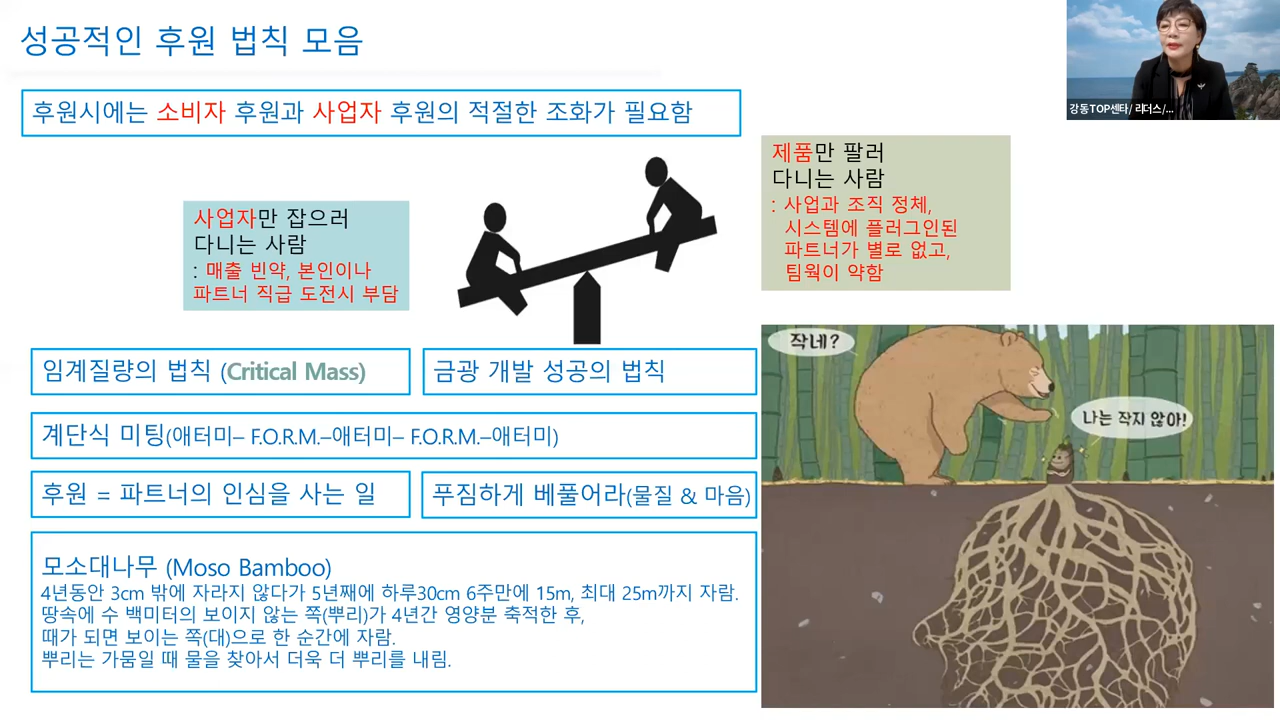 성공적인 후원 법칙 모음
강동TOP센타/ 리더스/...
후원시에는 소비자 후원과 사업자 후원의 적절한 조화가 필요함
제품만 팔러
다니는 사람
: 사업과 조직 정체,
시스템에 플러그인된
파트너가 별로 없고,
팀웍이 약함
사업자만 잡으러
다니는 사람
: 매출 빈약, 본인이나
파트너 직급 도전시 부담
임계질량의 법칙 (Critical Mass)
금광 개발 성공의 법칙
계단식 미팅(애터미– F.O.R.M.–애터미– F.O.R.M.–애터미)
후원 = 파트너의 인심을 사는 일
푸짐하게 베풀어라(물질 & 마음)
모소대나무 (Moso Bamboo)
4년동안 3cm 밖에 자라지 않다가 5년째에 하루30cm 6주만에 15m, 최대 25m까지 자람.
땅속에 수 백미터의 보이지 않는 쪽(뿌리)가 4년간 영양분 축적한 후,
때가 되면 보이는 쪽(대)으로 한 순간에 자람.
뿌리는 가뭄일 때 물을 찾아서 더욱 더 뿌리를 내림.
작네?
나는 작지 않아!